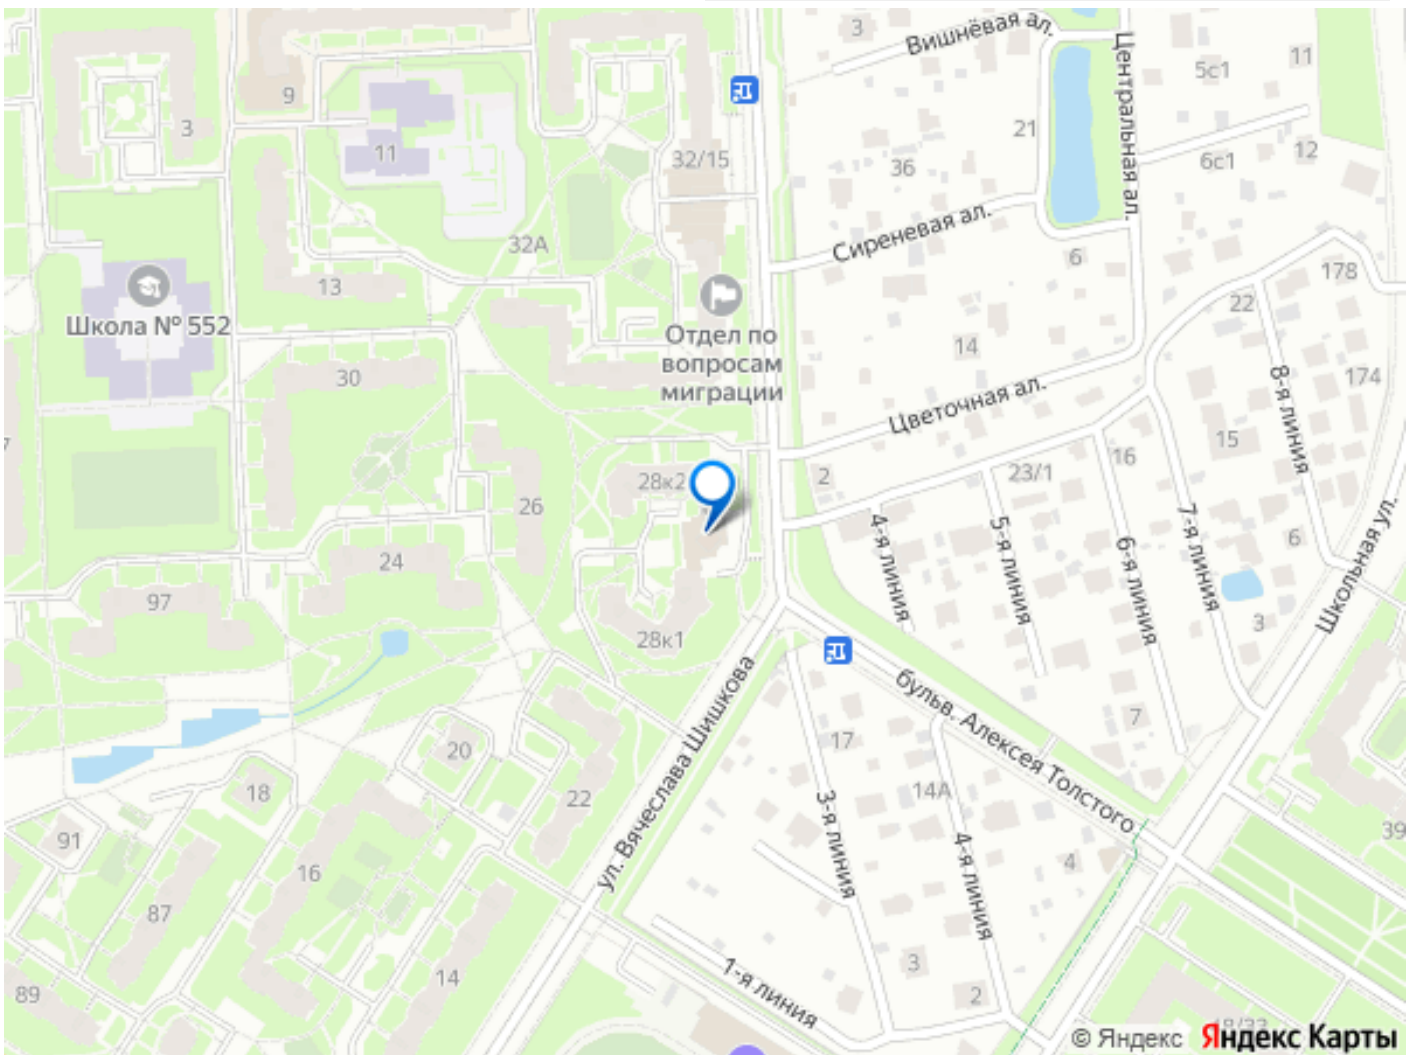 3
Вишнёвая ал.
Центральная ал.
5с1
11
9
3
11
32/15
21
36
6с1
12
32А
Сиреневая ал.
6
13
178
22
Школа № 552
Отдел по
вопросам
миграции
14
30
8-я линия
174
Цветочная ал.
15
16
28к2
2
23/1
26
4-я линия
5-я линия
6-я линия
7-я линия
6
Школьная ул.
24
97
3
28к1
бульв. Алексея Толстого
ул. Вячеслава Шишкова
7
17
20
18
22
14А
3-я линия
4-я линия
4
39
91
16
87
14
3
1-я линия
2
89
© Яндекс Яндекс Карты